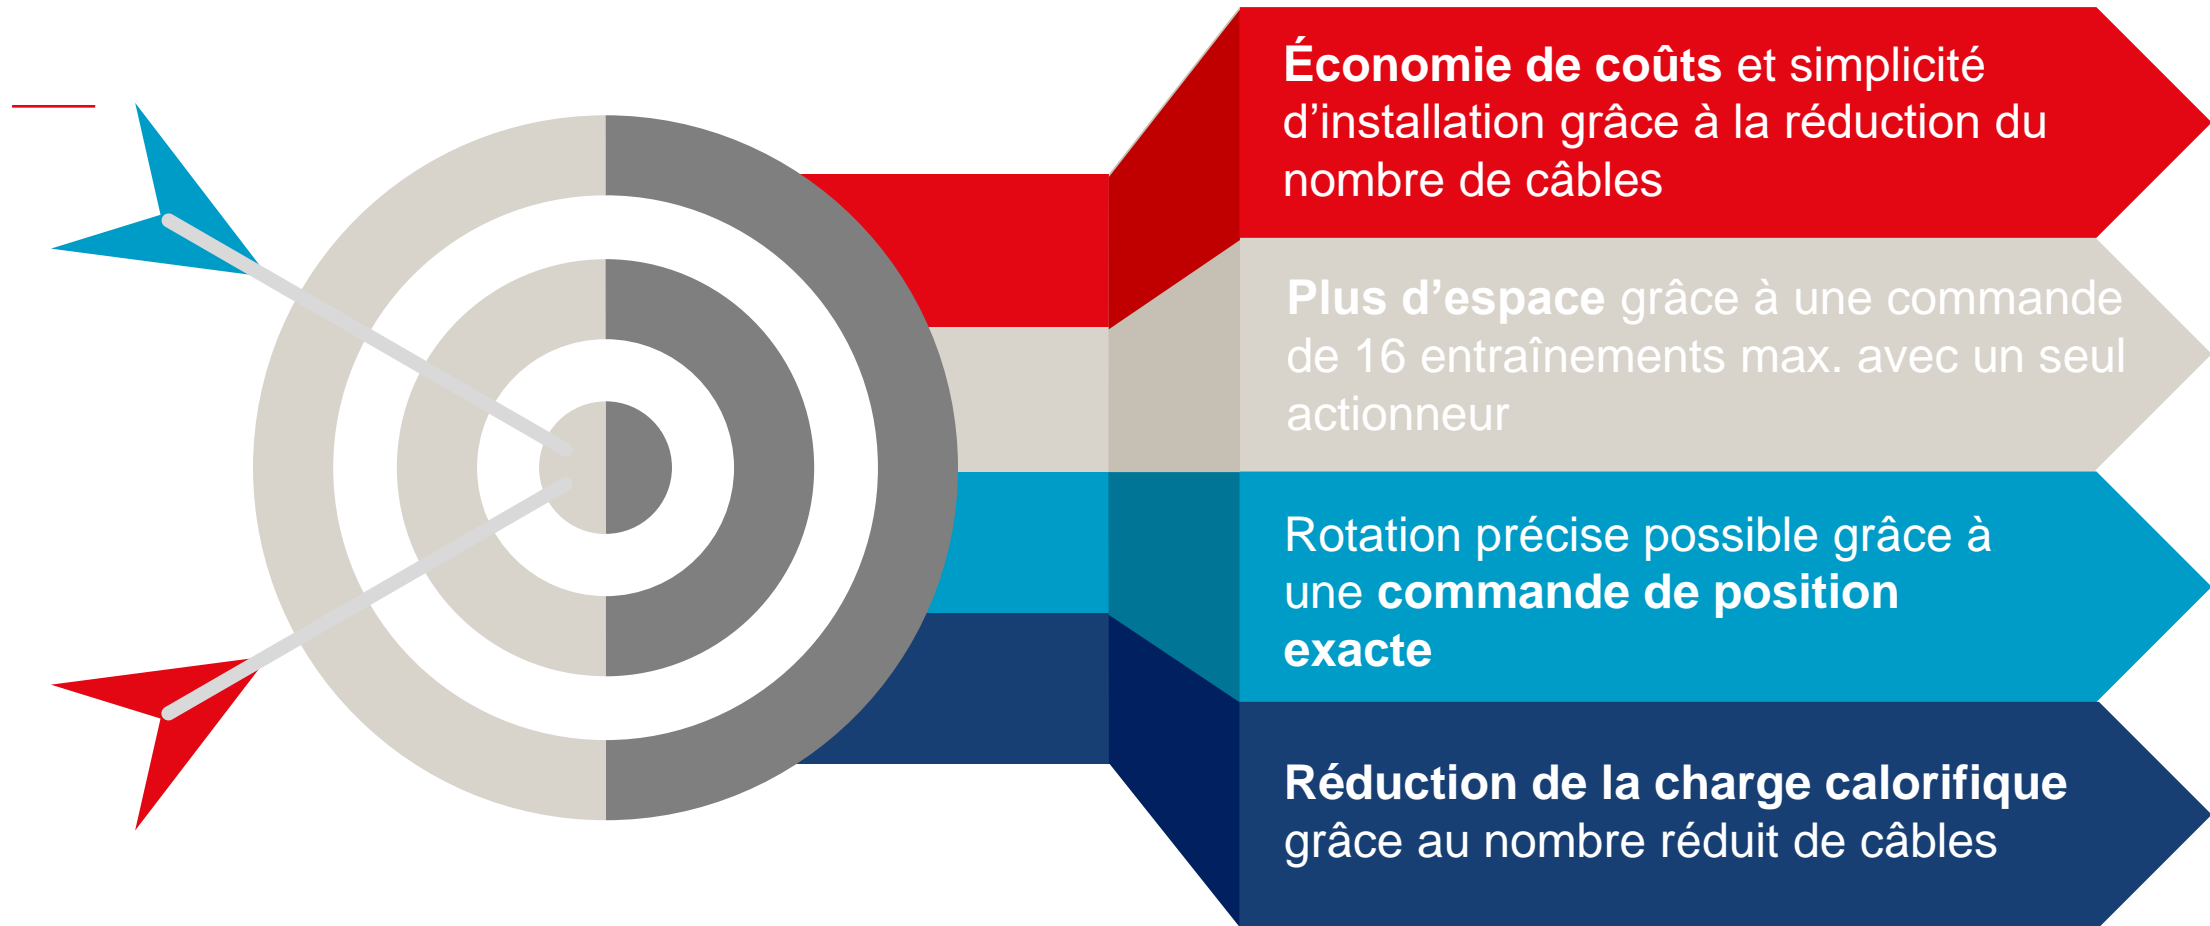 Économie de coûts et simplicité
d’installation grâce à la réduction du
nombre de câbles
Plus d’espace grâce à une commande
de 16 entraînements max. avec un seul
actionneur
Rotation précise possible grâce à
une commande de position
exacte
Réduction de la charge calorifique
grâce au nombre réduit de câbles